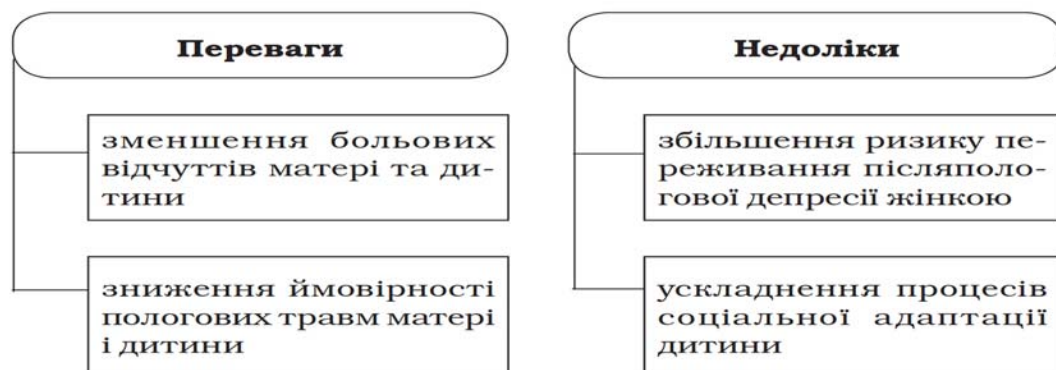 Переваги
зменшення больових
відчуттів матері та ди-
тини
зниження ймовірності
пологових травм матері
і дитини
Недоліки
збільшення ризику пе-
реживання післяполо-
гової депресії жінкою
ускладнення процесів
соціальної адаптації
дитини